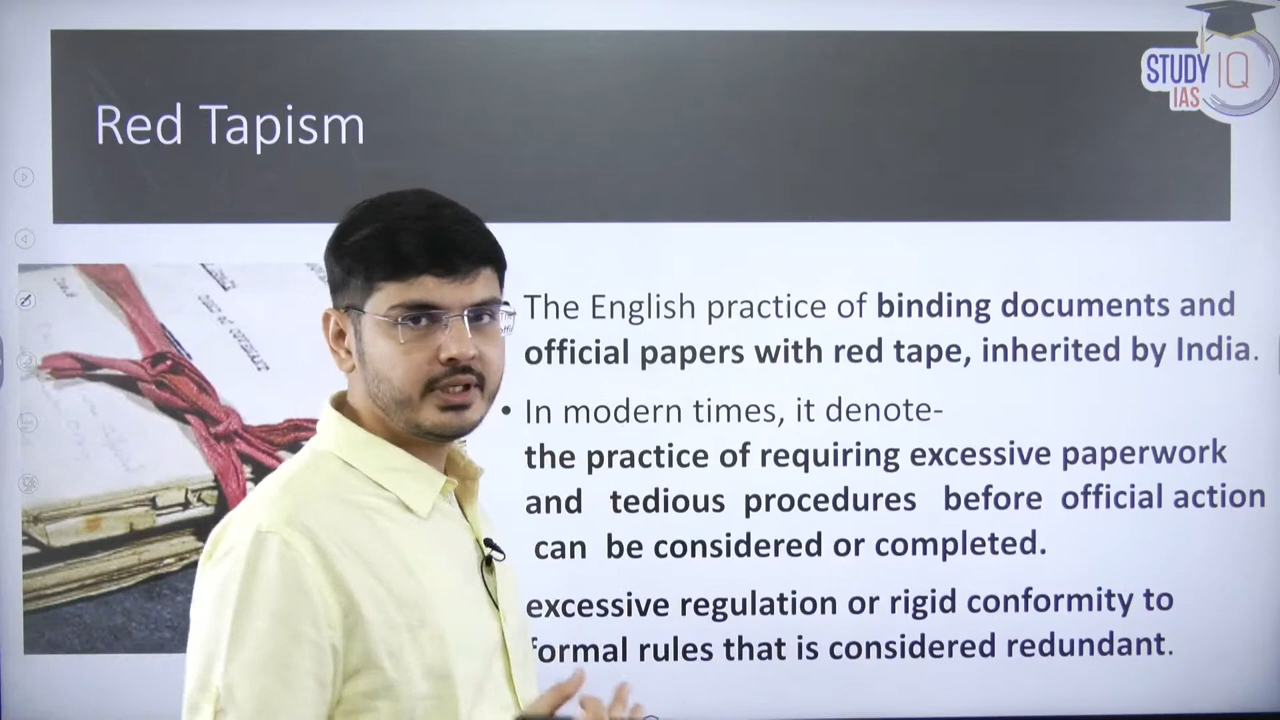 STUDY IQ
IAS
Red Tapism
The English practice of binding documents and
official papers with red tape, inherited by India.
• In modern times, it denote-
the practice of requiring excessive paperwork
and tedious procedures before official action
can be considered or completed.
excessive regulation or rigid conformity to
formal rules that is considered redundant.